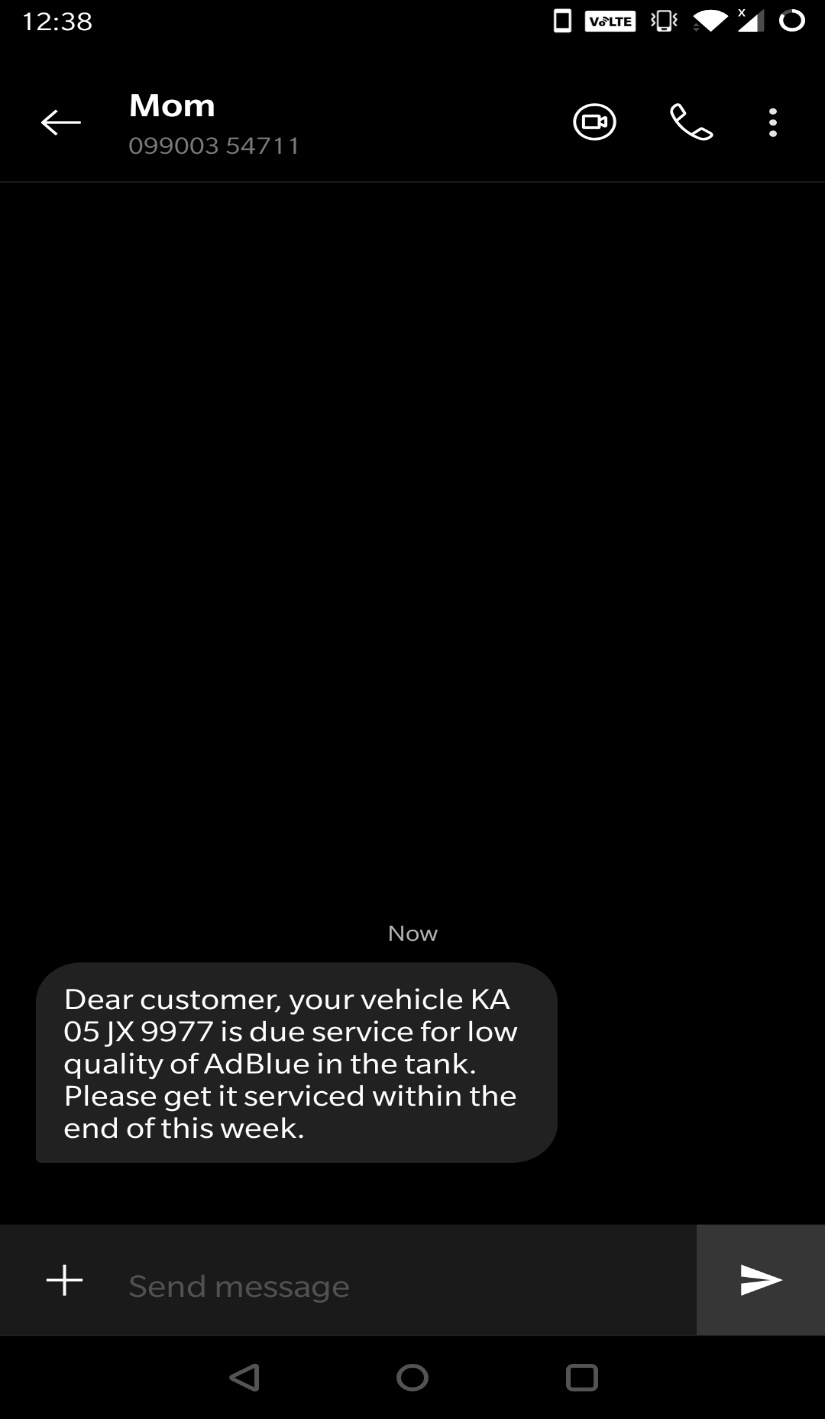 12:38
VoLTE
x
Mom
099003 54711
Now
Dear customer, your vehicle KA
05 JX 9977 is due service for low
quality of AdBlue in the tank.
Please get it serviced within the
end of this week.
Send message